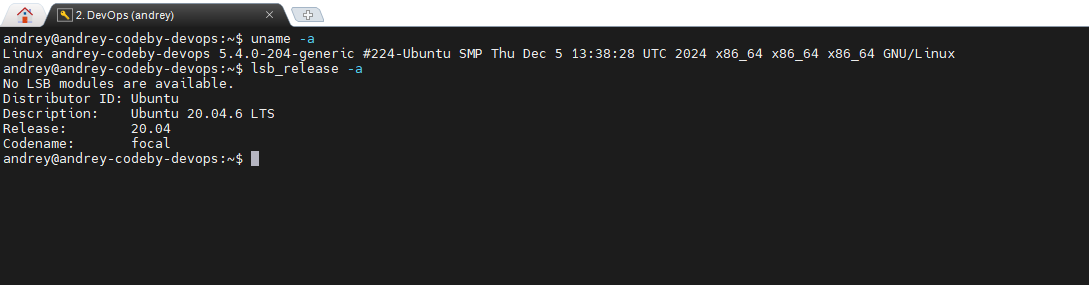 2. DevOps (andrey)
andrey@andrey-codeby-devops:~$ uname -a
Linux andrey-codeby-devops 5.4.0-204-generic #224-Ubuntu SMP Thu Dec 5 13:38:28 UTC 2024 x86_64 x86_64 x86_64 GNU/Linux
andrey@andrey-codeby-devops:~$ lsb_release -a
No LSB modules are available.
Distributor ID: Ubuntu
Description:    Ubuntu 20.04.6 LTS
Release:        20.04
Codename:       focal
andrey@andrey-codeby-devops:~$